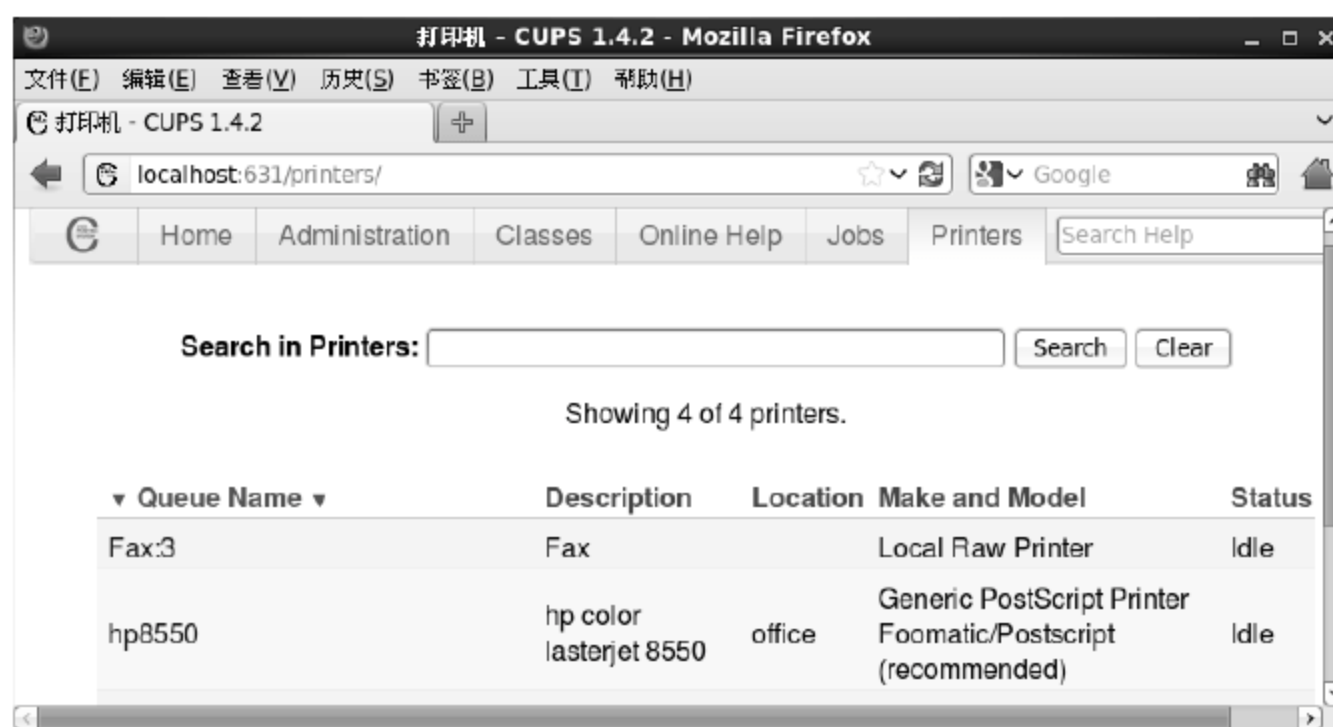 打印机 - CUPS 1.4.2 - Mozilla Firefox
文件(F) 编辑(E) 查看(V) 历史(S) 书签(B) 工具(T) 帮助(H)
打印机 - CUPS 1.4.2
localhost:631/printers/ Google
Home Administration Classes Online Help Jobs Printers Search Help
Search in Printers: Search Clear
Showing 4 of 4 printers.
▼ Queue Name ▼ Description Location Make and Model Status
Fax:3 Fax Local Raw Printer Idle
hp8550 hp color lasterjet 8550 office Generic PostScript Printer Foomatic/Postscript (recommended) Idle